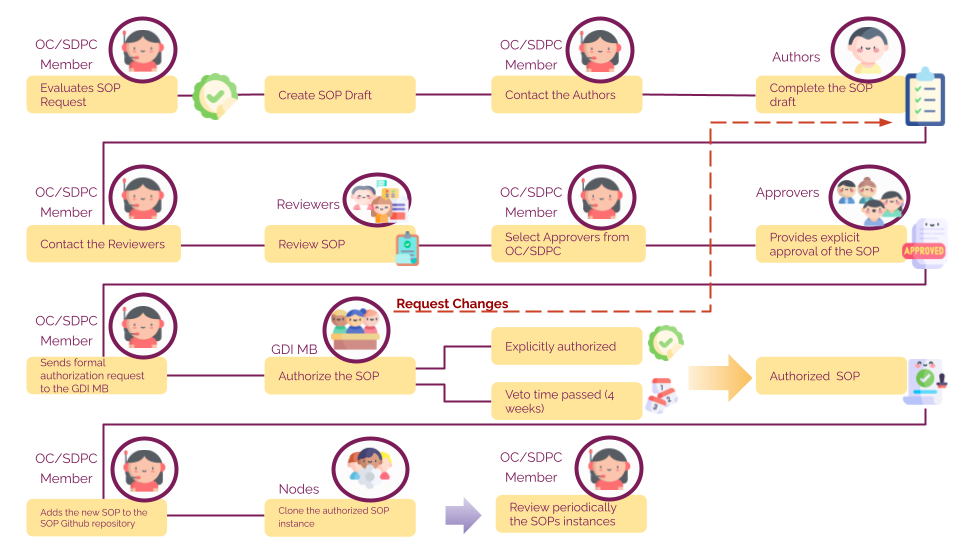 OC/SDPC
Member
Evaluates SOP
Request
Create SOP Draft
OC/SDPC
Member
Contact the Authors
Authors
Complete the SOP
draft
OC/SDPC
Member
Contact the Reviewers
Reviewers
Review SOP
OC/SDPC
Member
Select Approvers from
OC/SDPC
Approvers
Provides explicit
approval of the SOP
APPROVED
Request Changes
OC/SDPC
Member
Sends formal
authorization request
to the GDI MB
GDI MB
Authorize the SOP
Explicitly authorized
Veto time passed (4
weeks)
1
2
3
Authorized SOP
OC/SDPC
Member
Adds the new SOP to the
SOP Github repository
Nodes
Clone the authorized SOP
instance
OC/SDPC
Member
Review periodically
the SOPs instances